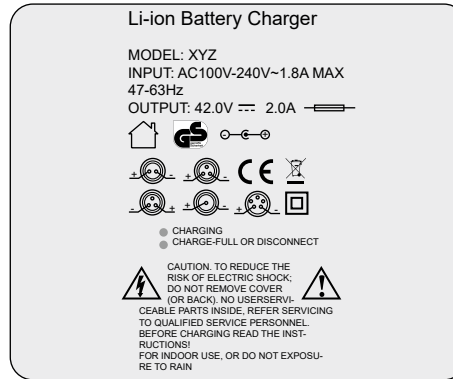 Li-ion Battery Charger
MODEL: XYZ
INPUT: AC100V-240V~1.8A MAX
47-63Hz
OUTPUT: 42.0V ⎓ 2.0A
GS
- C +
+ -
+ -
CE
- +
+ -
+ -
CHARGING
CHARGE-FULL OR DISCONNECT
CAUTION. TO REDUCE THE
RISK OF ELECTRIC SHOCK;
DO NOT REMOVE COVER
(OR BACK). NO USERSERVI-
CEABLE PARTS INSIDE, REFER SERVICING
TO QUALIFIED SERVICE PERSONNEL.
BEFORE CHARGING READ THE INST-
RUCTIONS!
FOR INDOOR USE, OR DO NOT EXPOSU-
RE TO RAIN